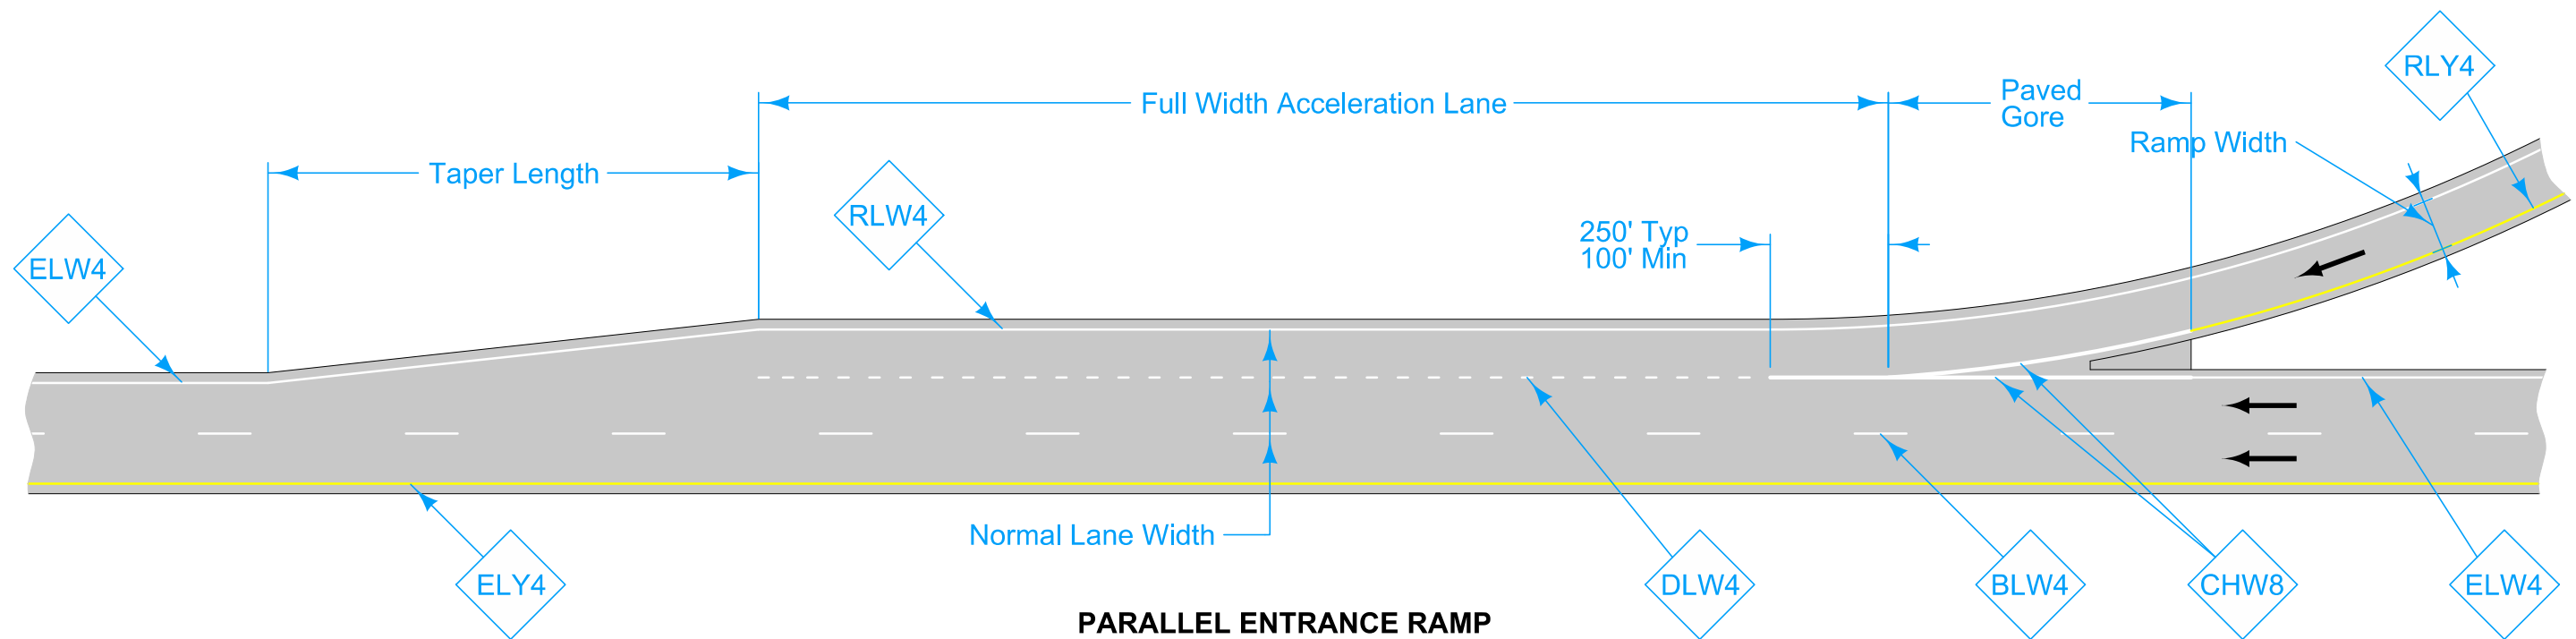 RLY4
Full Width Acceleration Lane
Paved
Gore
Ramp Width
Taper Length
RLW4
250' Typ
100' Min
ELW4
Normal Lane Width
ELY4
DLW4
BLW4
CHW8
ELW4
PARALLEL ENTRANCE RAMP